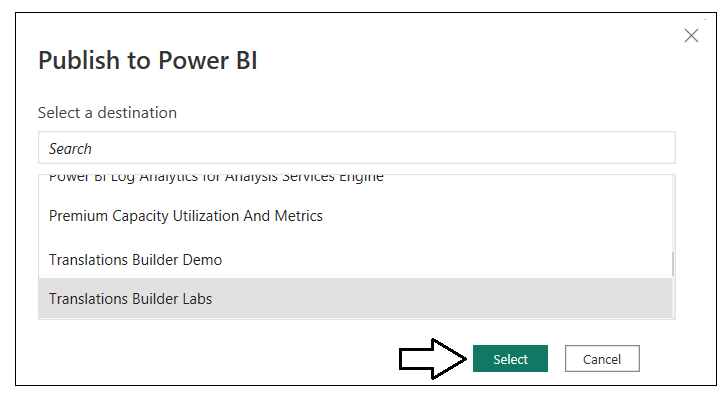 Publish to Power BI
Select a destination
Search
Power BI Log Analytics for Analysis Services Engine
Premium Capacity Utilization And Metrics
Translations Builder Demo
Translations Builder Labs
Select
Cancel